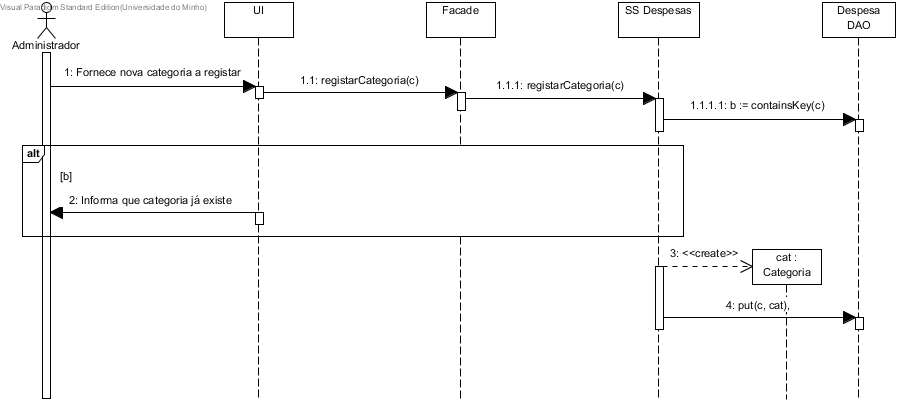 Visual Paradigm Standard Edition(Universidade do Minho)
Administrador
UI
Facade
SS Despesas
Despesa
DAO
1: Fornece nova categoria a registar
1.1: registarCategoria(c)
1.1.1: registarCategoria(c)
1.1.1.1: b := containsKey(c)
alt
[b]
2: Informa que categoria já existe
3: <<create>>
cat :
Categoria
4: put(c, cat),